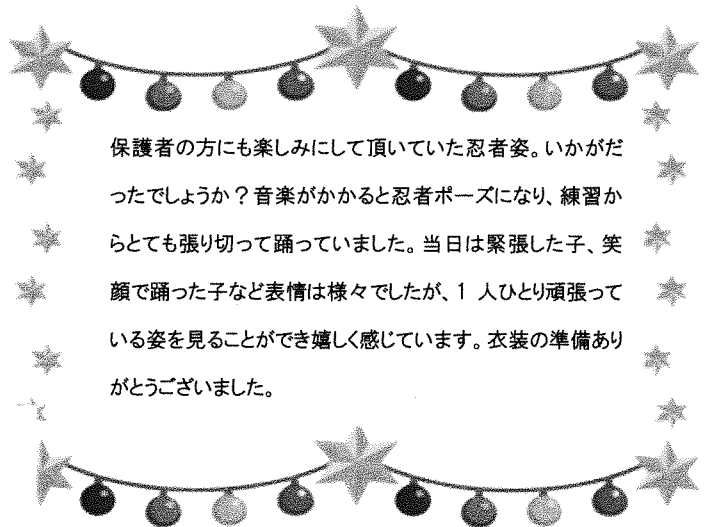 保護者の方にも楽しみにして頂いていた忍者姿。いかがだ
ったでしょうか？音楽がかかると忍者ポーズになり、練習か
らとても張り切って踊っていました。当日は緊張した子、笑
顔で踊った子など表情は様々でしたが、1 人ひとり頑張って
いる姿を見ることができ嬉しく感じています。衣装の準備あり
がとうございました。